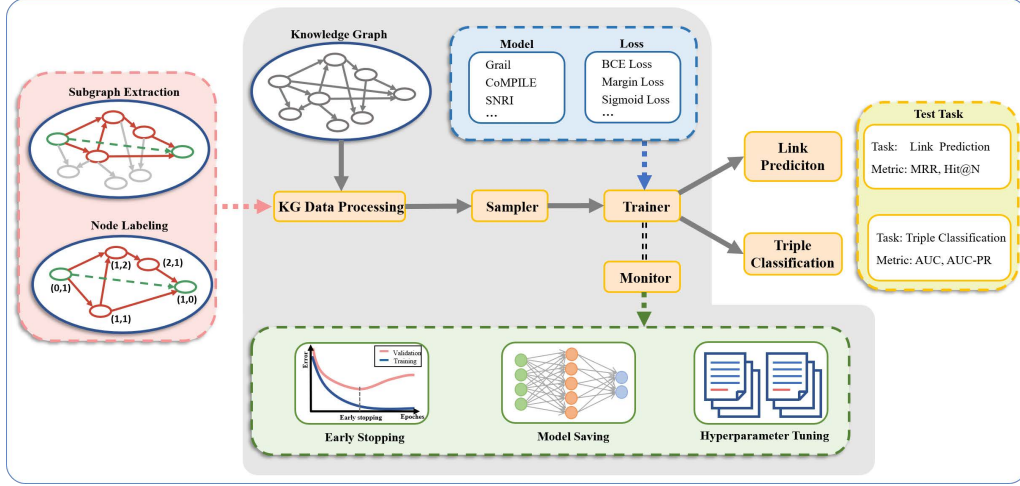 Subgraph Extraction
Node Labeling
(0,1)
(1,2)
(2,1)
(1,1)
(1,0)
Knowledge Graph
Model
Grail
CoMPILE
SNRI
...
Loss
BCE Loss
Margin Loss
Sigmoid Loss
...
KG Data Processing
Sampler
Trainer
Monitor
Link
Prediciton
Triple
Classification
Test Task
Task: Link Prediction
Metric: MRR, Hit@N
Task: Triple Classification
Metric: AUC, AUC-PR
Error
Validation
Training
Early stopping
Epoches
Early Stopping
Model Saving
Hyperparameter Tuning